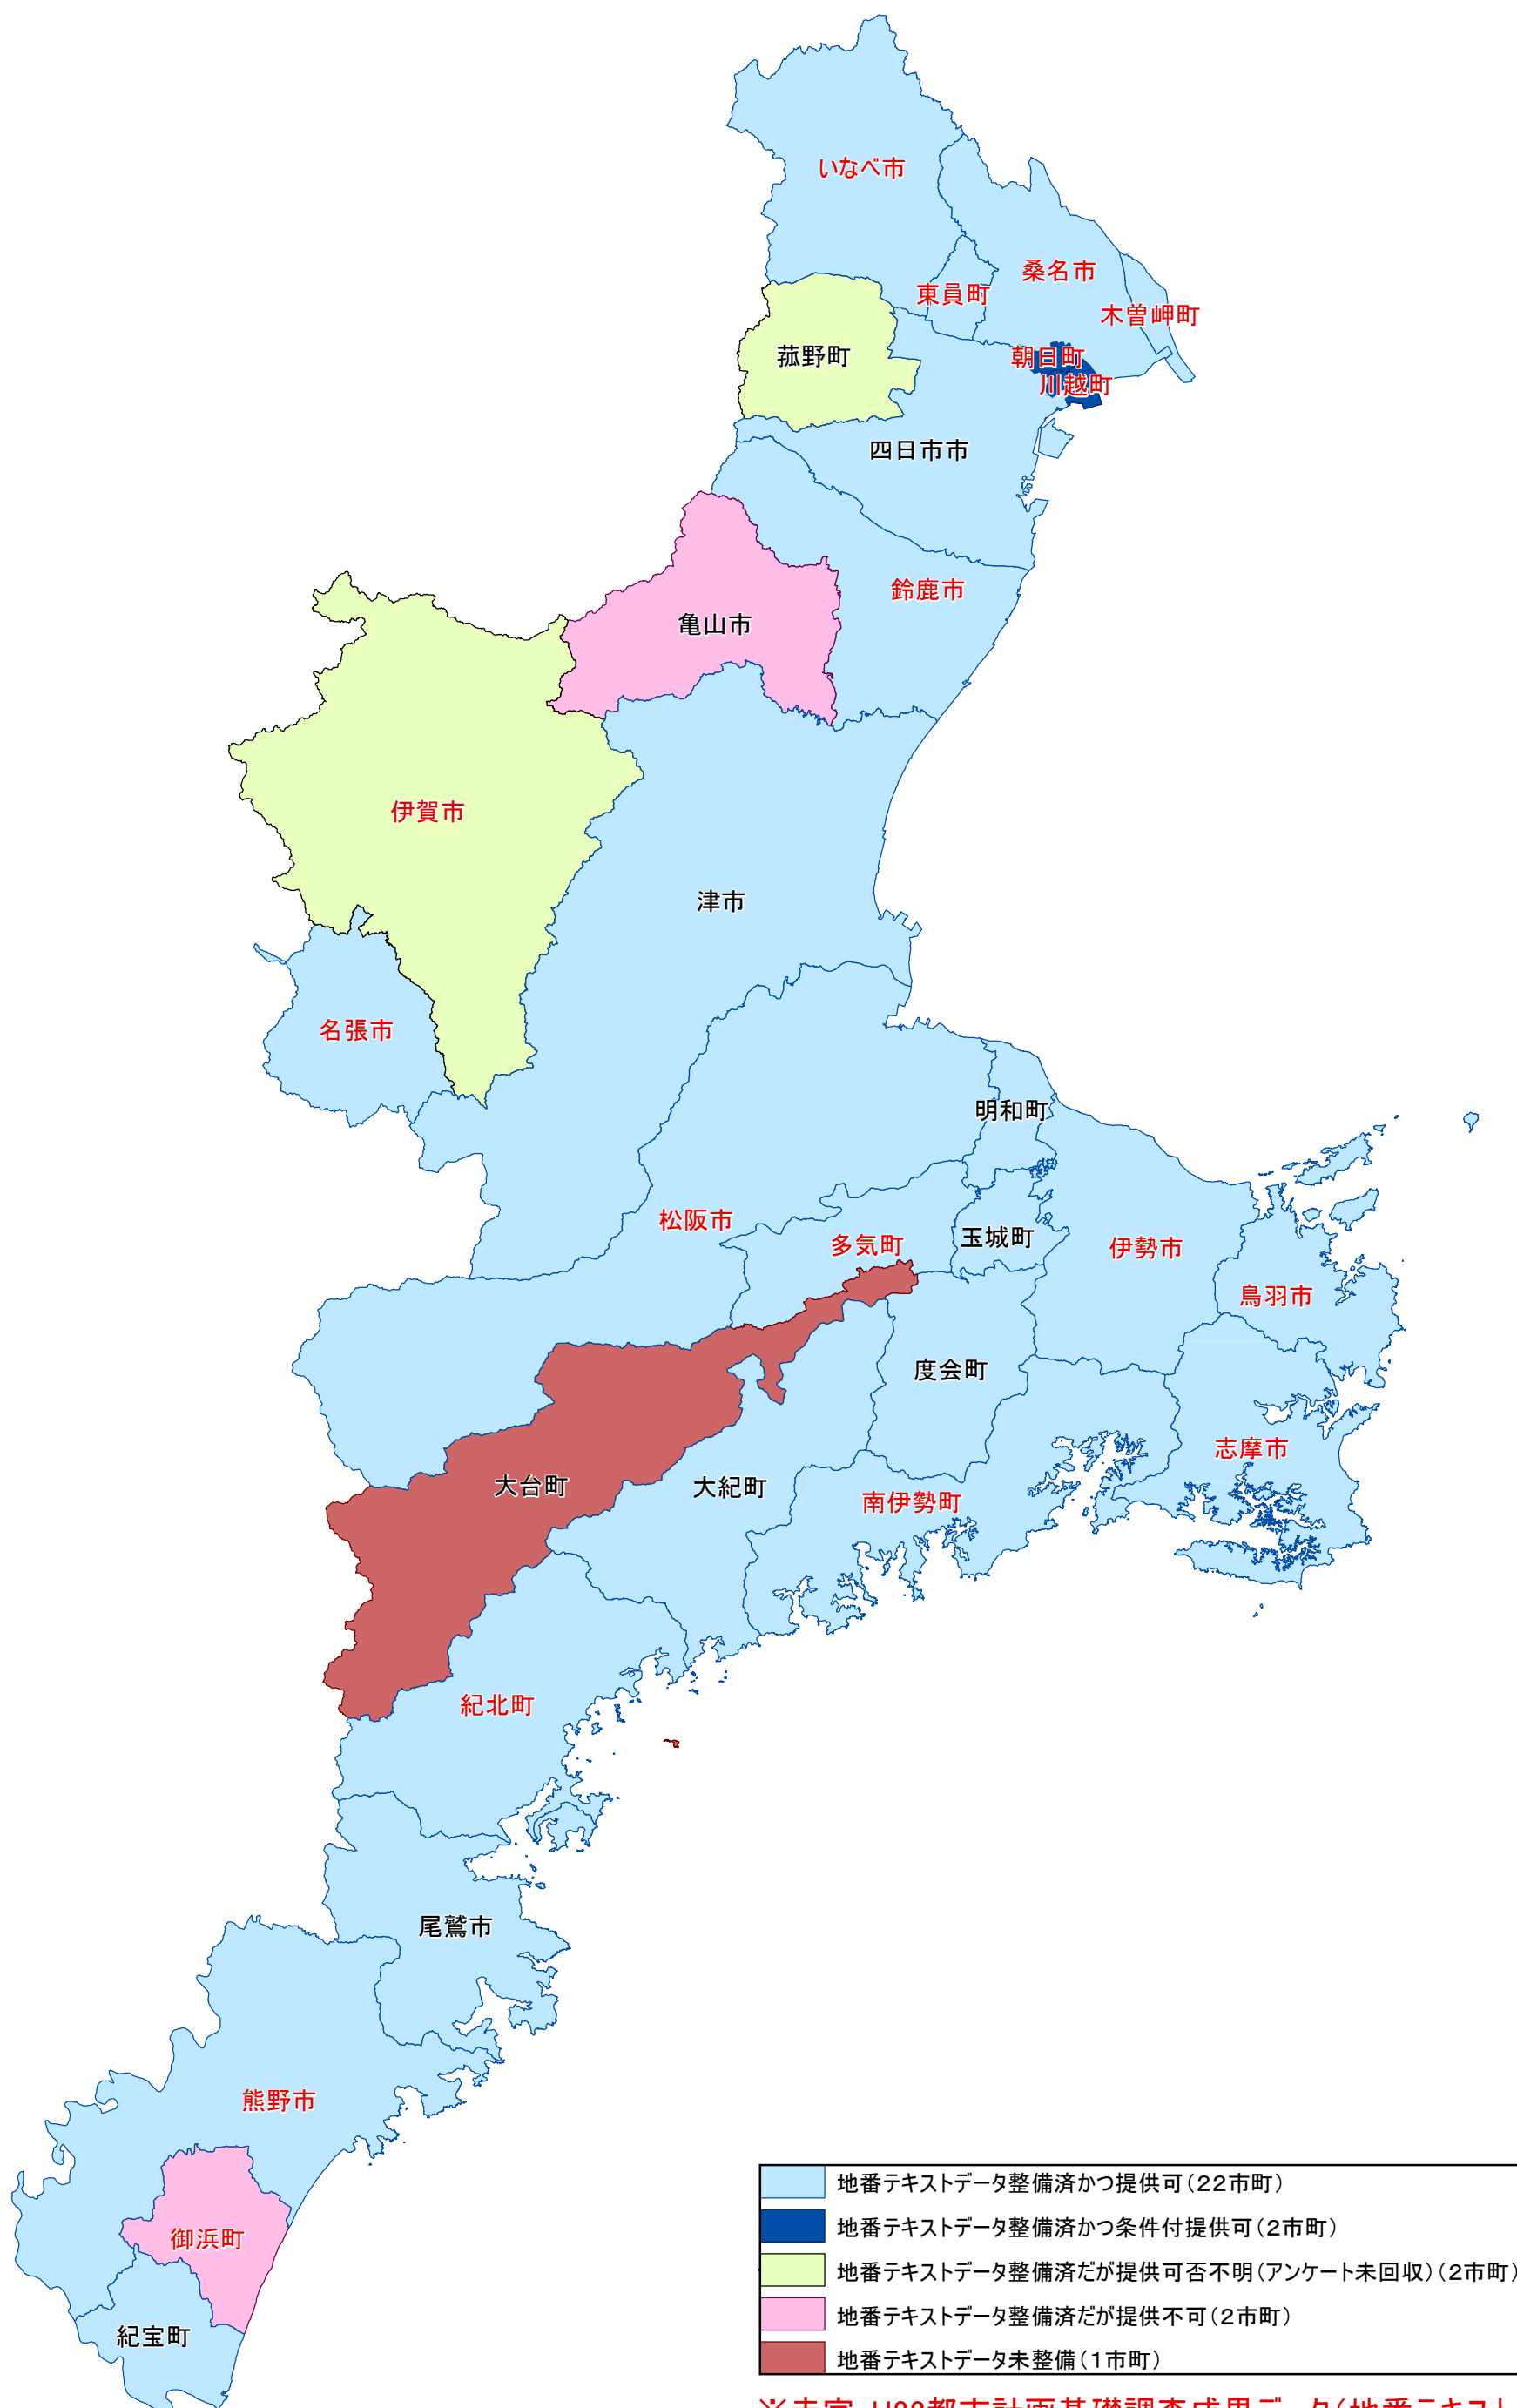 いなべ市
桑名市
東員町
木曽岬町
菰野町
朝日町
川越町
四日市市
鈴鹿市
亀山市
伊賀市
津市
名張市
明和町
松阪市
多気町
玉城町
伊勢市
鳥羽市
度会町
志摩市
大台町
大紀町
南伊勢町
紀北町
尾鷲市
熊野市
御浜町
紀宝町
地番テキストデータ整備済かつ提供可(22市町)
地番テキストデータ整備済かつ条件付提供可(2市町)
地番テキストデータ整備済だが提供可否不明(アンケート未回収)(2市町)
地番テキストデータ整備済だが提供不可(2市町)
地番テキストデータ未整備(1市町)